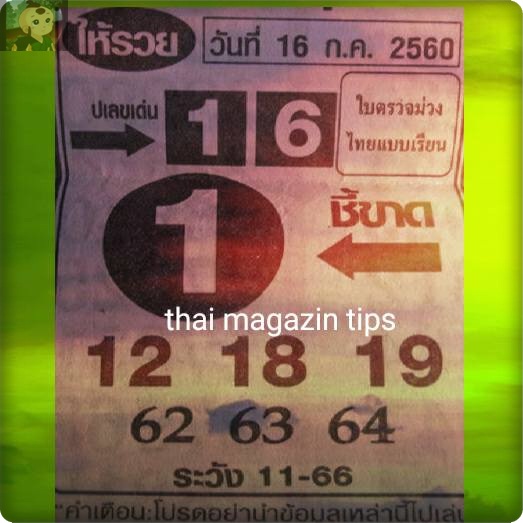 ให้รวย วันที่ 16 ก.ค. 2560
ปเลขเด่น 1 6
ใบตรวจม่วง
ไทยแบบเรียน
1 ชี้ขาด
thai magazin tips
12 18 19
62 63 64
ระวัง 11-66
"คำเตือน:โปรดอย่านำข้อมูลเหล่านี้ไปเล่น